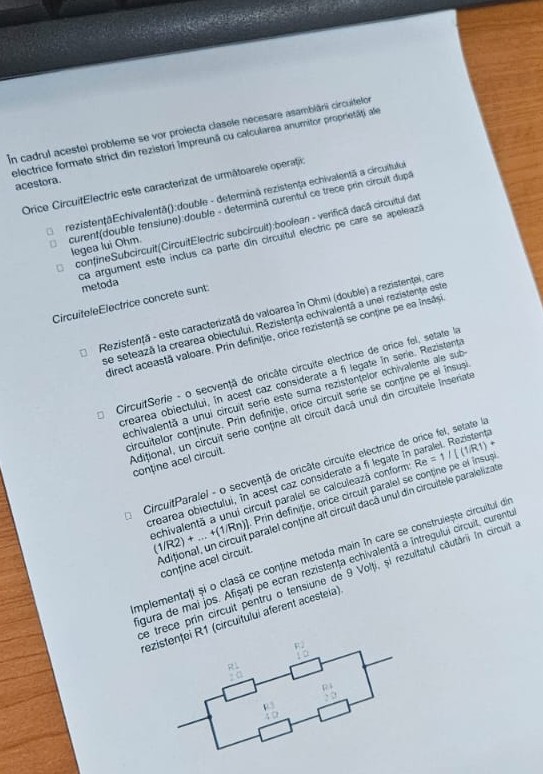 În cadrul acestei probleme se vor proiecta clasele necesare asamblării circuitelor
electrice formate strict din rezistori împreună cu calcularea anumitor proprietăți ale
acestora.
Orice CircuitElectric este caracterizat de următoarele operații:
rezistențăEchivalentă():double - determină rezistența echivalentă a circuitului
curent(double tensiune):double - determină curentul ce trece prin circuit după
legea lui Ohm.
conțineSubcircuit(CircuitElectric subcircuit):boolean - verifică dacă circuitul dat
ca argument este inclus ca parte din circuitul electric pe care se apelează
metoda
CircuiteleElectrice concrete sunt:
Rezistență - este caracterizată de valoarea în Ohmi (double) a rezistenței, care
se setează la crearea obiectului. Rezistența echivalentă a unei rezistențe este
direct această valoare. Prin definiție, orice rezistență se conține pe ea însăși.
CircuitSerie - o secvență de oricâte circuite electrice de orice fel, setate la
crearea obiectului, în acest caz considerate a fi legate în serie. Rezistența
echivalentă a unui circuit serie este suma rezistențelor echivalente ale sub-
circuitelor conținute. Prin definiție, orice circuit serie se conține pe el însuși.
Adițional, un circuit serie conține alt circuit dacă unul din circuitele înseriate
conține acel circuit.
CircuitParalel - o secvență de oricâte circuite electrice de orice fel, setate la
crearea obiectului, în acest caz considerate a fi legate în paralel. Rezistența
echivalentă a unui circuit paralel se calculează conform: Re = 1 / [ (1/R1) +
(1/R2) + ... +(1/Rn)]. Prin definiție, orice circuit paralel se conține pe el însuși.
Adițional, un circuit paralel conține alt circuit dacă unul din circuitele paralelizate
conține acel circuit.
Implementați și o clasă ce conține metoda main în care se construiește circuitul din
figura de mai jos. Afișați pe ecran rezistența echivalentă a întregului circuit, curentul
ce trece prin circuit pentru o tensiune de 9 Volți, și rezultatul căutării în circuit a
rezistenței R1 (circuitului aferent acesteia).
R1
R2
R3
4 Ω
R4